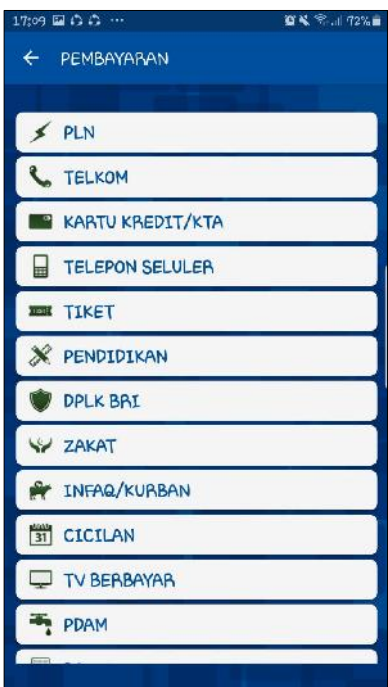 17:09 72%
PEMBAYARAN
PLN
TELKOM
KARTU KREDIT/KTA
TELEPON SELULER
TIKET
PENDIDIKAN
DPLK BRI
ZAKAT
INFAQ/KURBAN
31 CICILAN
TV BERBAYAR
PDAM